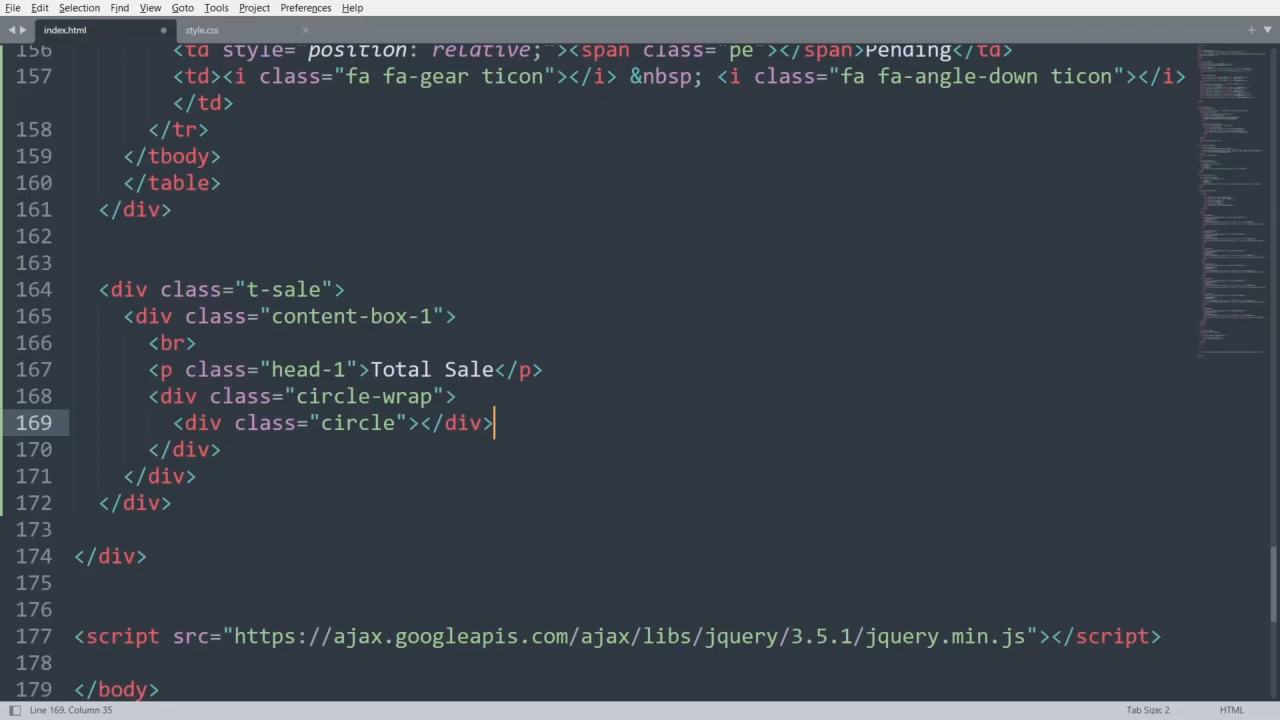 File Edit Selection Find View Goto Tools Project Preferences Help
index.html style.css
156 <td style="position: relative;"><span class="pe"></span>Pending</td>
157 <td><i class="fa fa-gear ticon"></i> &nbsp; <i class="fa fa-angle-down ticon"></i>
</td>
158 </tr>
159 </tbody>
160 </table>
161 </div>
162
163
164 <div class="t-sale">
165 <div class="content-box-1">
166 <br>
167 <p class="head-1">Total Sale</p>
168 <div class="circle-wrap">
169 <div class="circle"></div>
170 </div>
171 </div>
172 </div>
173
174 </div>
175
176
177 <script src="https://ajax.googleapis.com/ajax/libs/jquery/3.5.1/jquery.min.js"></script>
178
179 </body>
Line 169, Column 35 Tab Size: 2 HTML